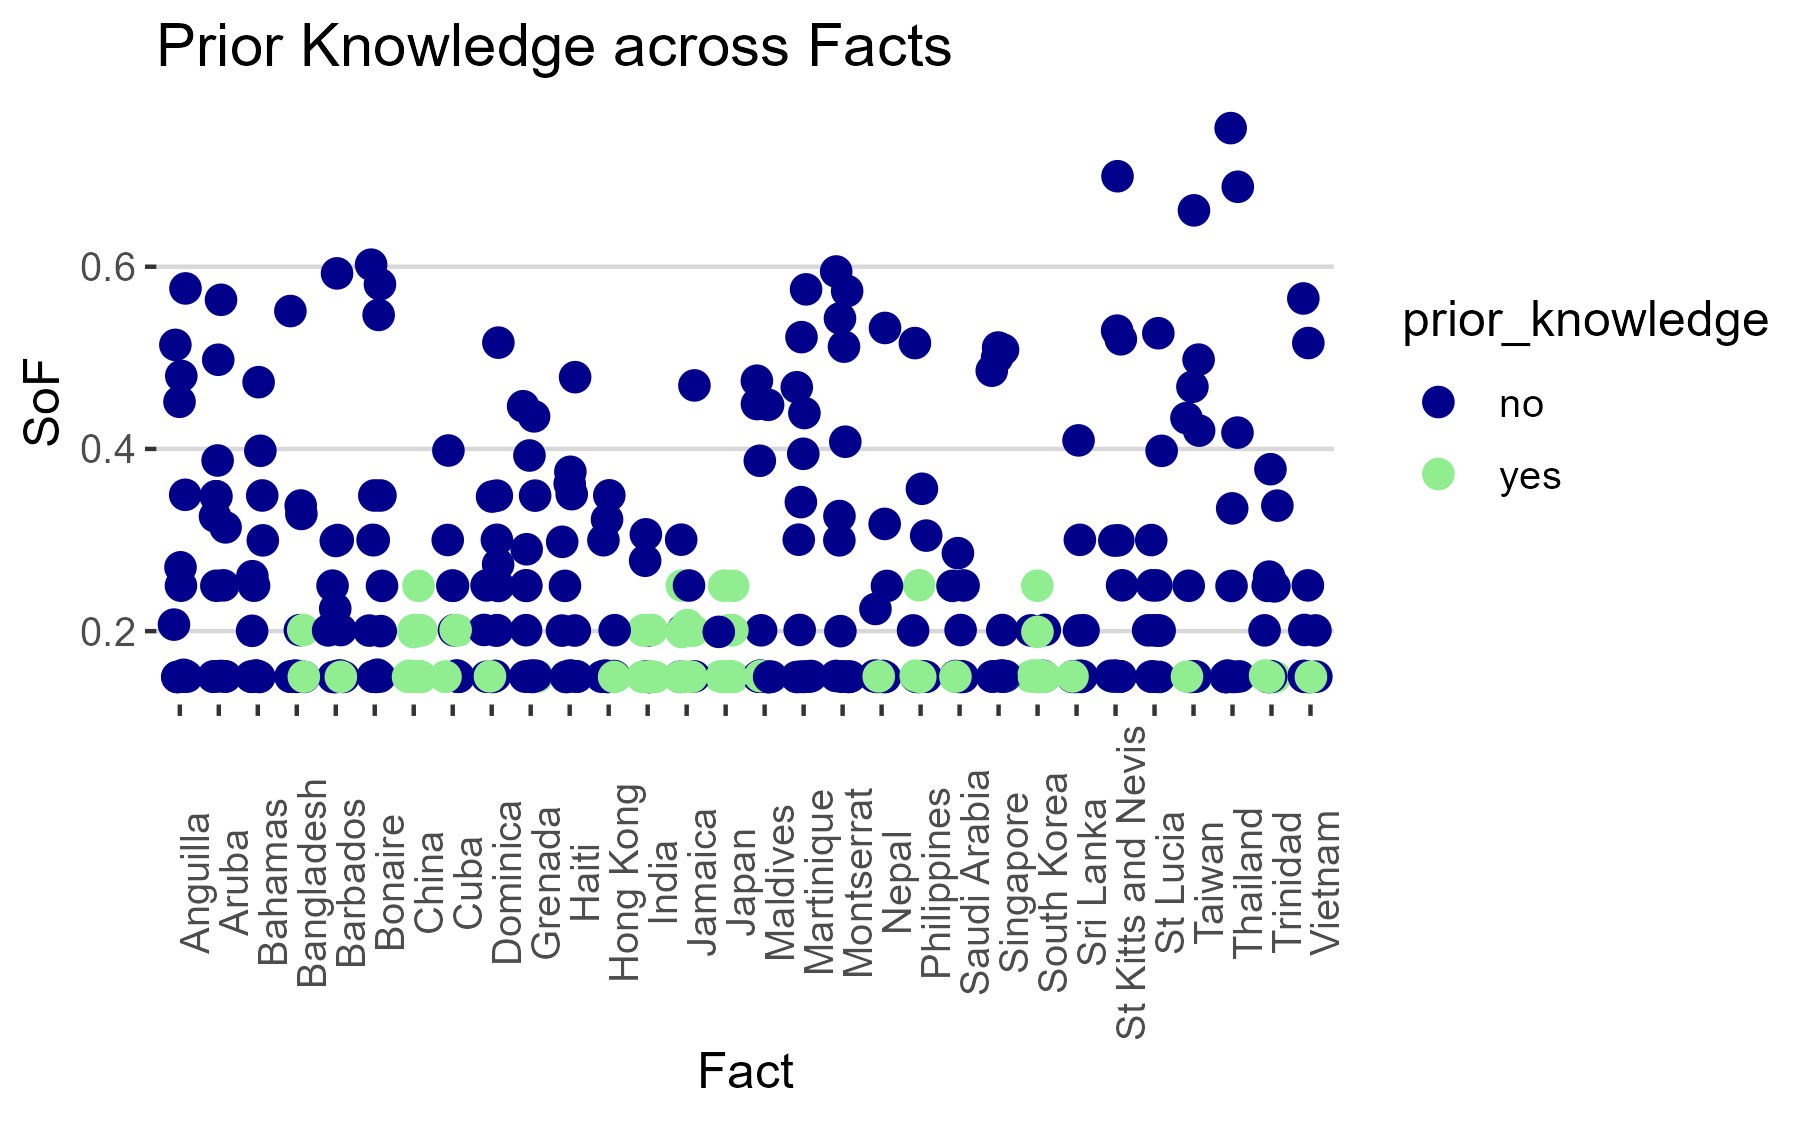 Prior Knowledge across Facts
SoF
0.6
0.4
0.2
prior_knowledge
no
yes
Anguilla
Aruba
Bahamas
Bangladesh
Barbados
Bonaire
China
Cuba
Dominica
Grenada
Haiti
Hong Kong
India
Jamaica
Japan
Maldives
Martinique
Montserrat
Nepal
Philippines
Saudi Arabia
Singapore
South Korea
Sri Lanka
St Kitts and Nevis
St Lucia
Taiwan
Thailand
Trinidad
Vietnam
Fact